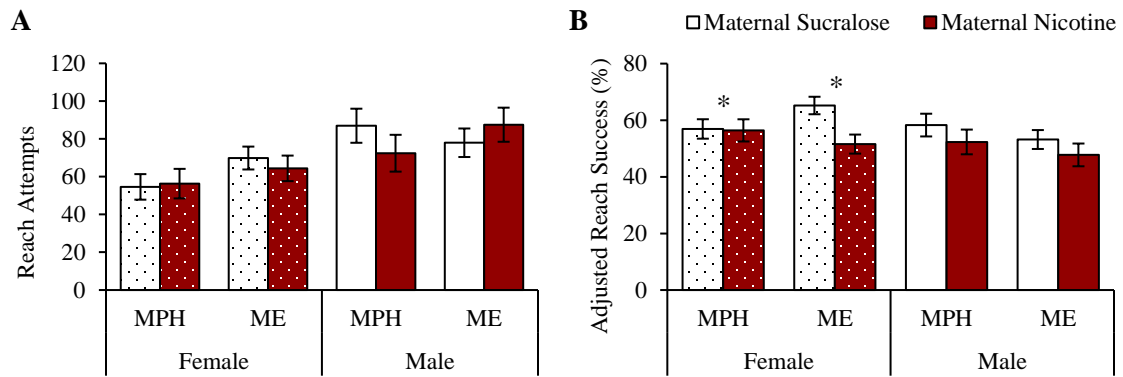 A
Reach Attempts
120
100
80
60
40
20
0
MPH ME MPH ME
Female Male
B
Maternal Sucralose Maternal Nicotine
Adjusted Reach Success (%)
80
60
40
20
0
* *
MPH ME MPH ME
Female Male